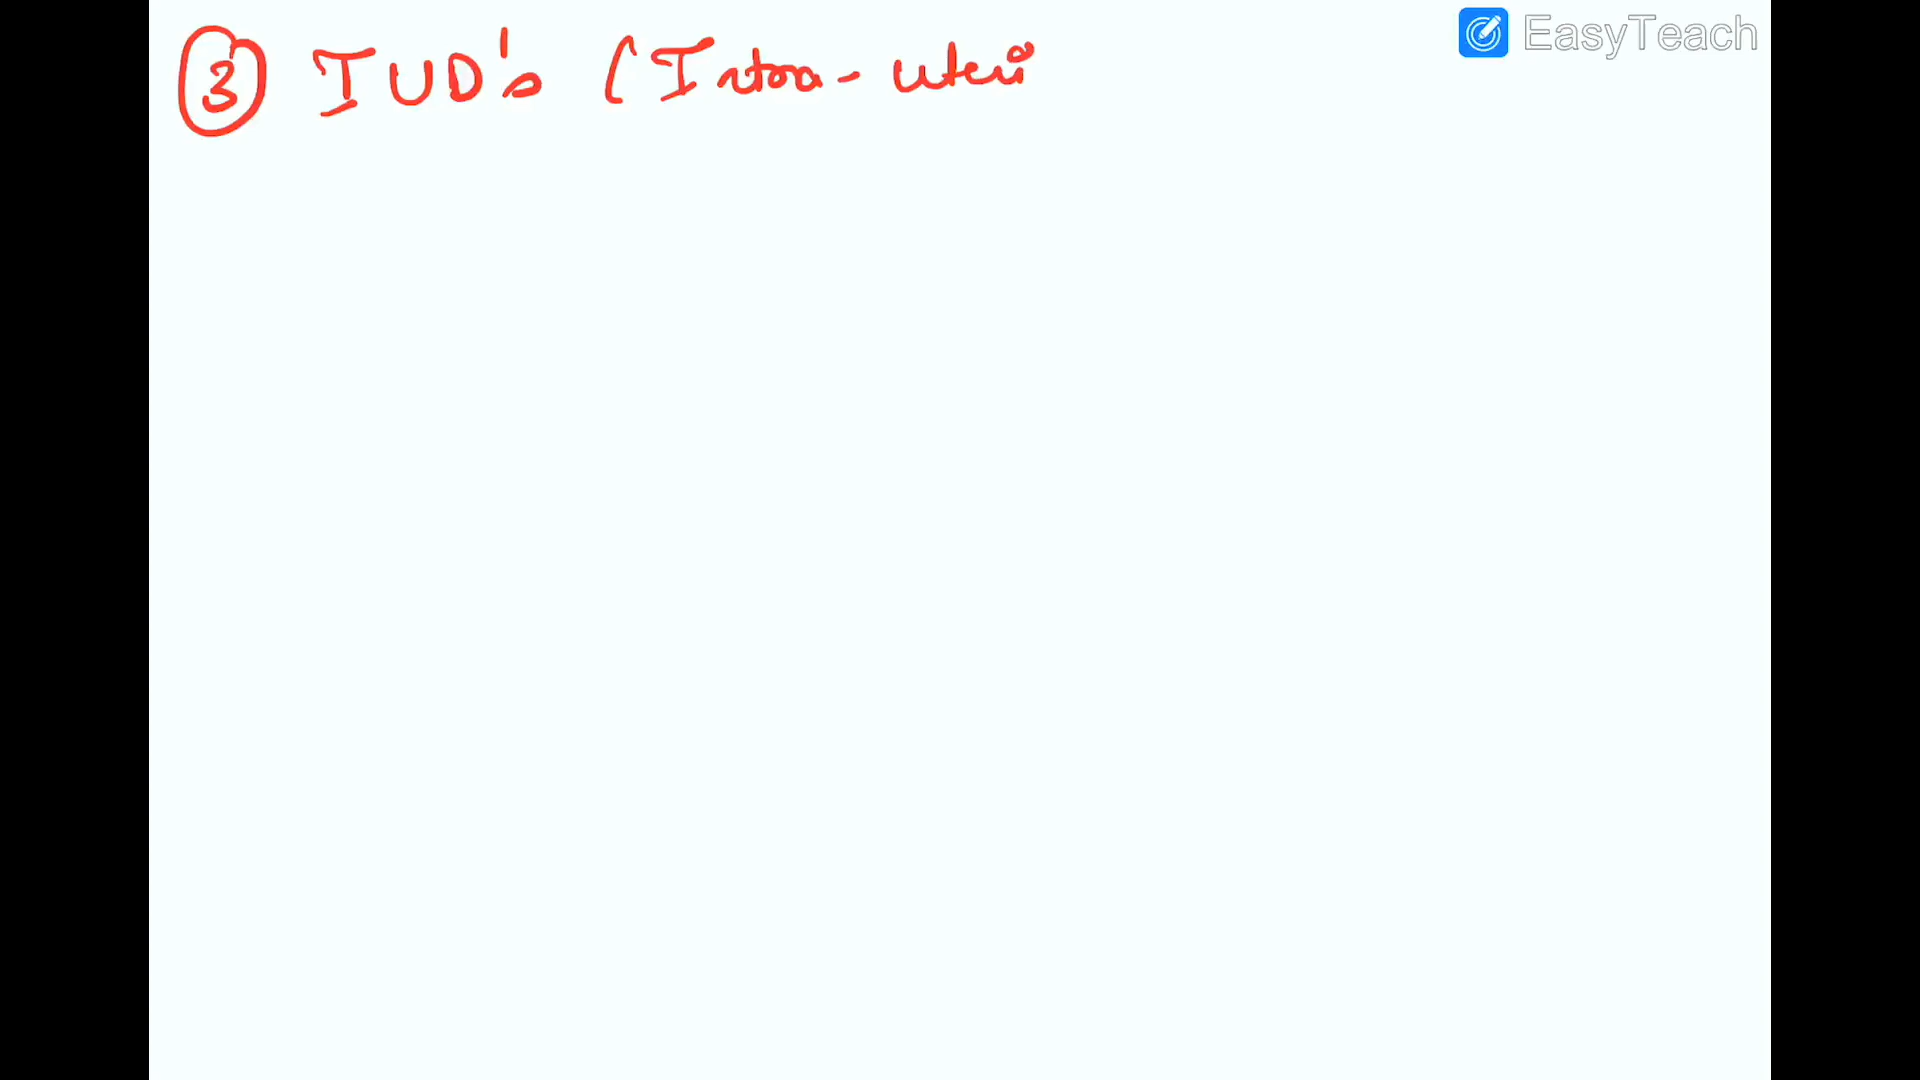 ③ IUD's (Intra - uteri
EasyTeach